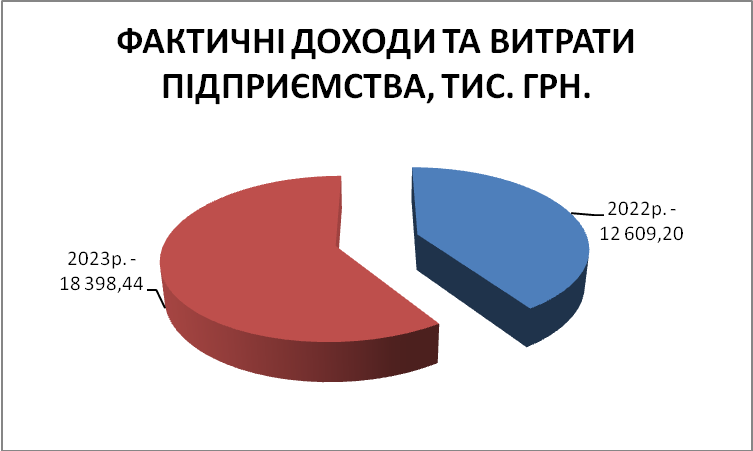 ФАКТИЧНІ ДОХОДИ ТА ВИТРАТИ
ПІДПРИЄМСТВА, ТИС. ГРН.
2022р. -
12 609,20
2023р. -
18 398,44